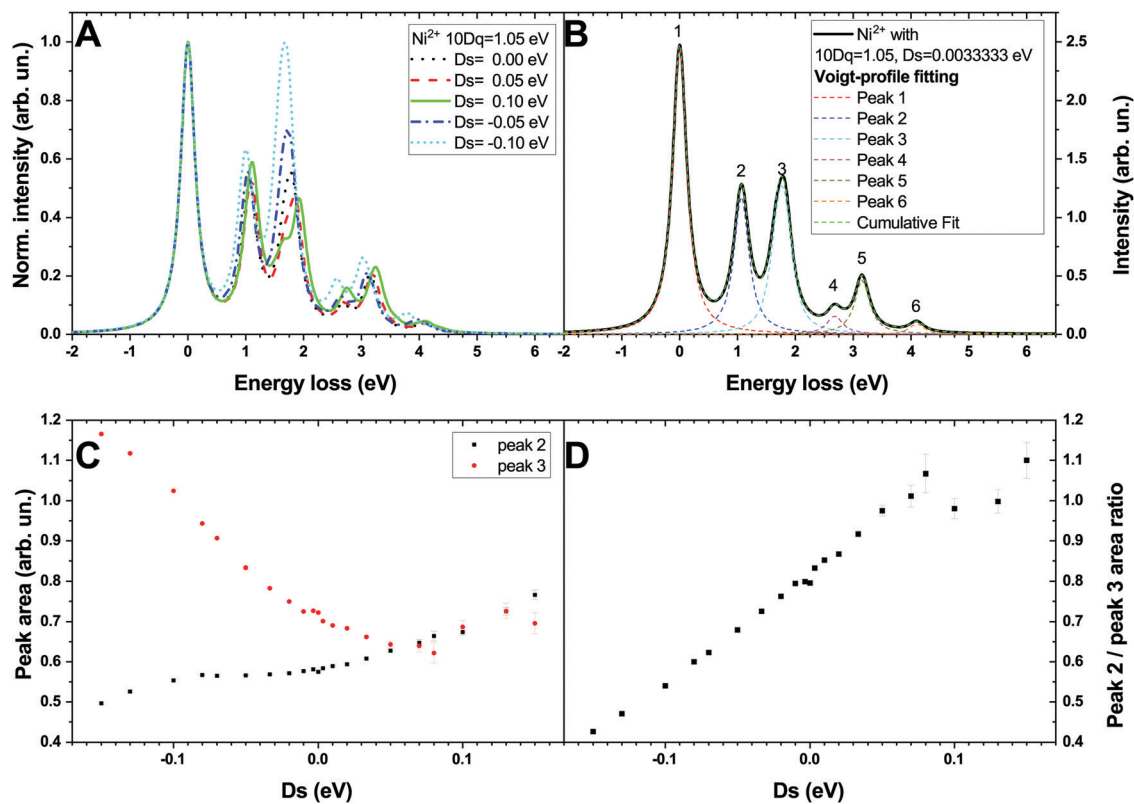 A
Norm. intensity (arb. un.)
1.0
0.8
0.6
0.4
0.2
0.0
Ni²⁺ 10Dq=1.05 eV
Ds= 0.00 eV
Ds= 0.05 eV
Ds= 0.10 eV
Ds= -0.05 eV
Ds= -0.10 eV
-2 -1 0 1 2 3 4 5 6
Energy loss (eV)
B
1
2
3
4
5
6
Ni²⁺ with
10Dq=1.05, Ds=0.0033333 eV
Voigt-profile fitting
Peak 1
Peak 2
Peak 3
Peak 4
Peak 5
Peak 6
Cumulative Fit
2.5
2.0
1.5
1.0
0.5
0.0
Intensity (arb. un.)
-2 -1 0 1 2 3 4 5 6
Energy loss (eV)
C
Peak area (arb. un.)
1.2
1.1
1.0
0.9
0.8
0.7
0.6
0.5
0.4
peak 2
peak 3
-0.1 0.0 0.1
Ds (eV)
D
1.2
1.1
1.0
0.9
0.8
0.7
0.6
0.5
0.4
Peak 2 / peak 3 area ratio
-0.1 0.0 0.1
Ds (eV)